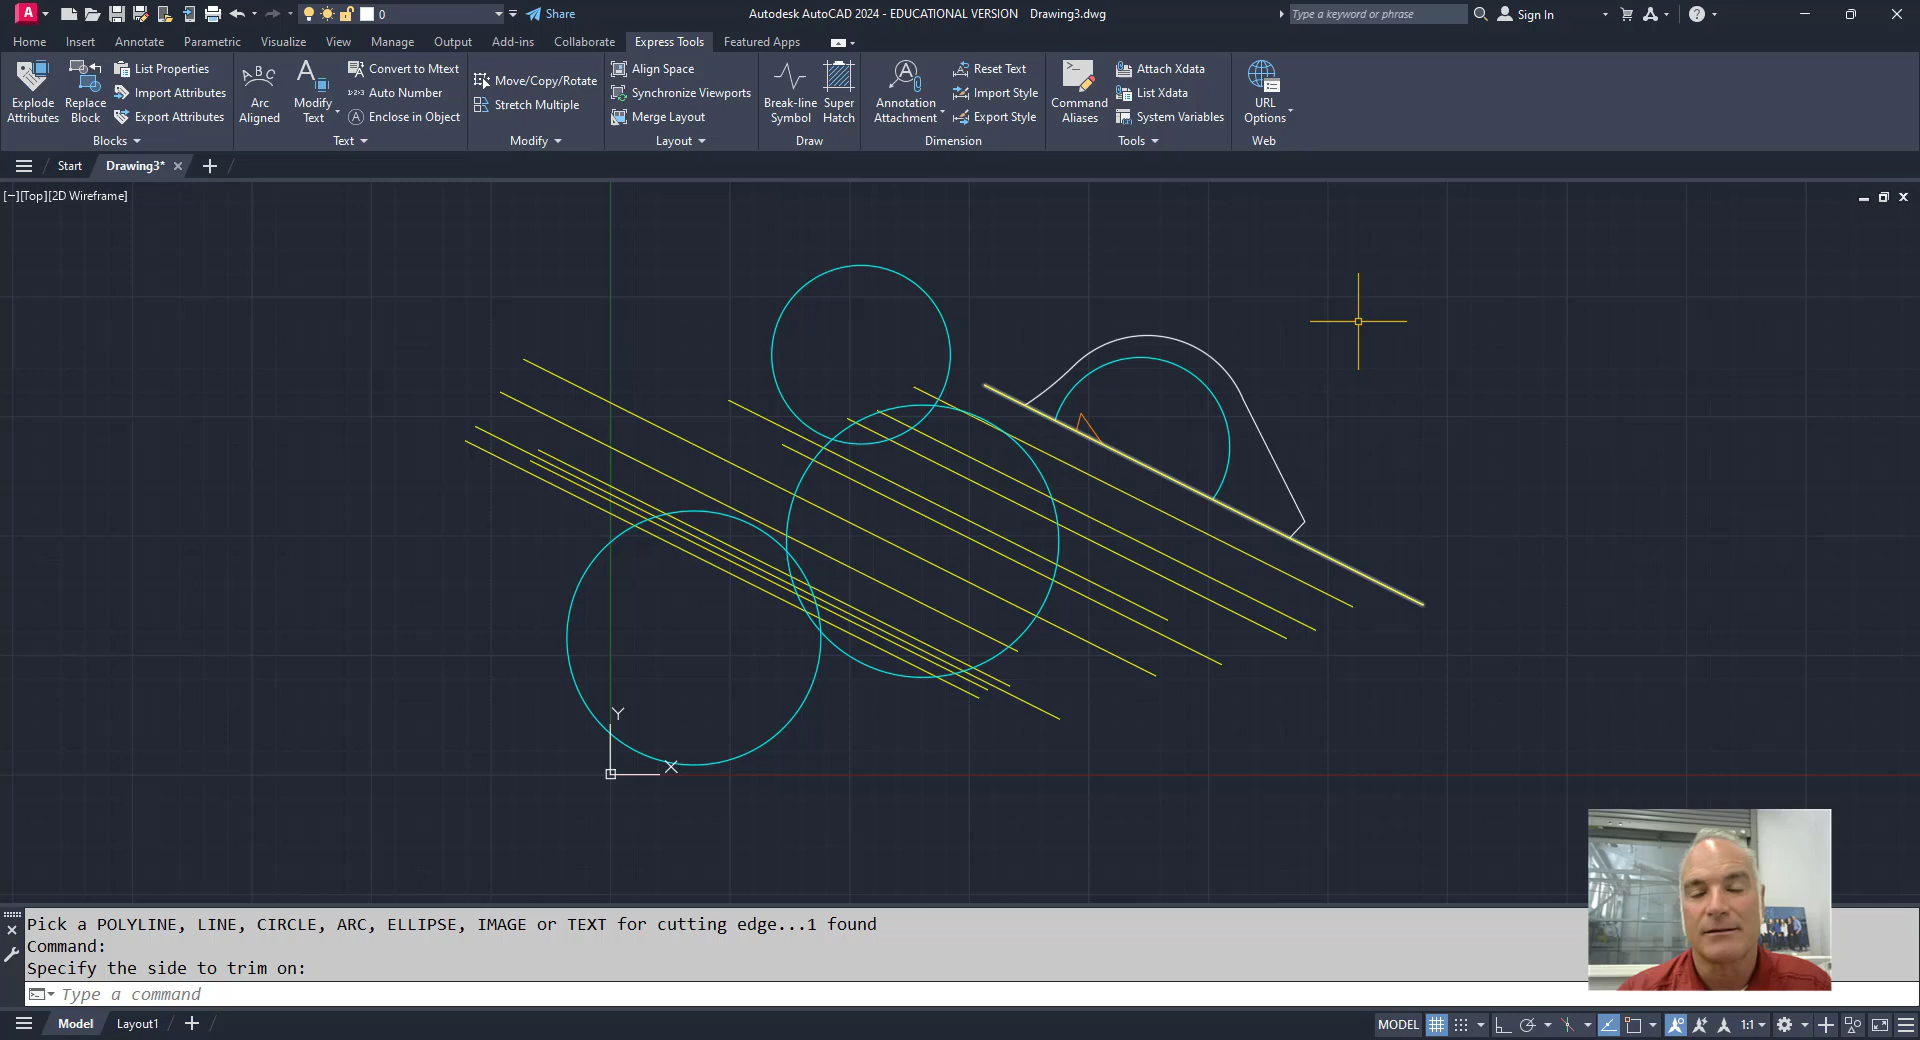 A
0
Share
Autodesk AutoCAD 2024 - EDUCATIONAL VERSION Drawing3.dwg
Type a keyword or phrase
Sign In
Home Insert Annotate Parametric Visualize View Manage Output Add-ins Collaborate Express Tools Featured Apps
Explode Attributes
Replace Block
List Properties
Import Attributes
Export Attributes
Blocks
ABC
Arc Aligned
A
Modify Text
Convert to Mtext
1·2·3 Auto Number
A Enclose in Object
Text
Move/Copy/Rotate
Stretch Multiple
Modify
Align Space
Synchronize Viewports
Merge Layout
Layout
Break-line Symbol
Super Hatch
Draw
Annotation Attachment
Reset Text
Import Style
Export Style
Dimension
Command Aliases
Attach Xdata
List Xdata
System Variables
Tools
URL Options
Web
Start
Drawing3*
[−][Top][2D Wireframe]
Y
X
Pick a POLYLINE, LINE, CIRCLE, ARC, ELLIPSE, IMAGE or TEXT for cutting edge...1 found
Command:
Specify the side to trim on:
Type a command
Model Layout1
MODEL
1:1